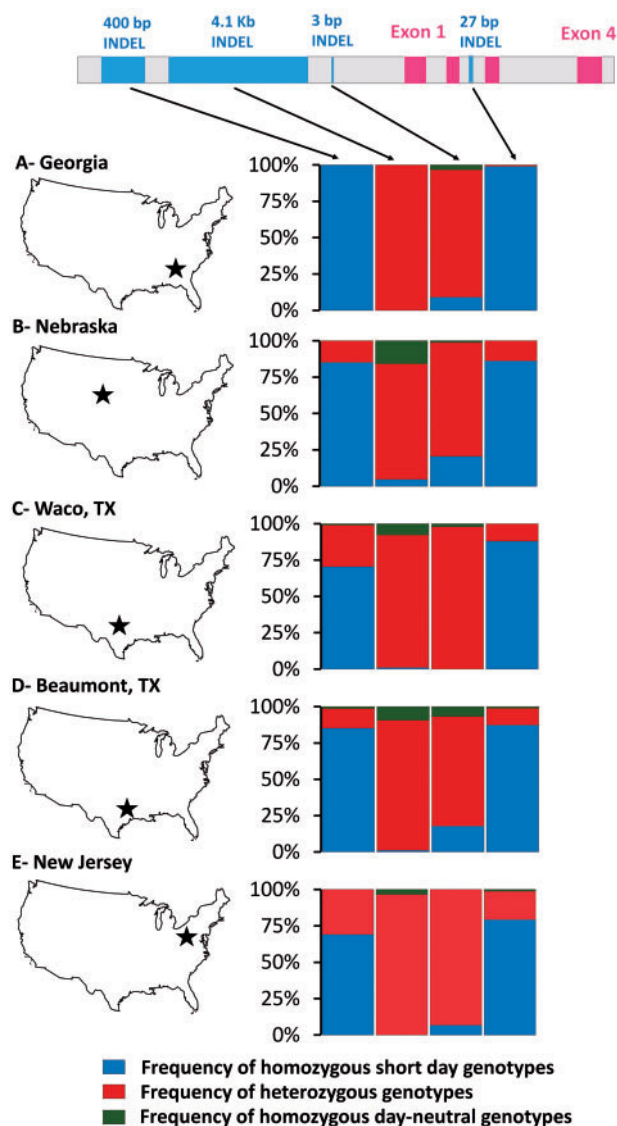 400 bp INDEL
4.1 Kb INDEL
3 bp INDEL
Exon 1
27 bp INDEL
Exon 4
A- Georgia
100%
75%
50%
25%
0%
B- Nebraska
100%
75%
50%
25%
0%
C- Waco, TX
100%
75%
50%
25%
0%
D- Beaumont, TX
100%
75%
50%
25%
0%
E- New Jersey
100%
75%
50%
25%
0%
Frequency of homozygous short day genotypes
Frequency of heterozygous genotypes
Frequency of homozygous day-neutral genotypes